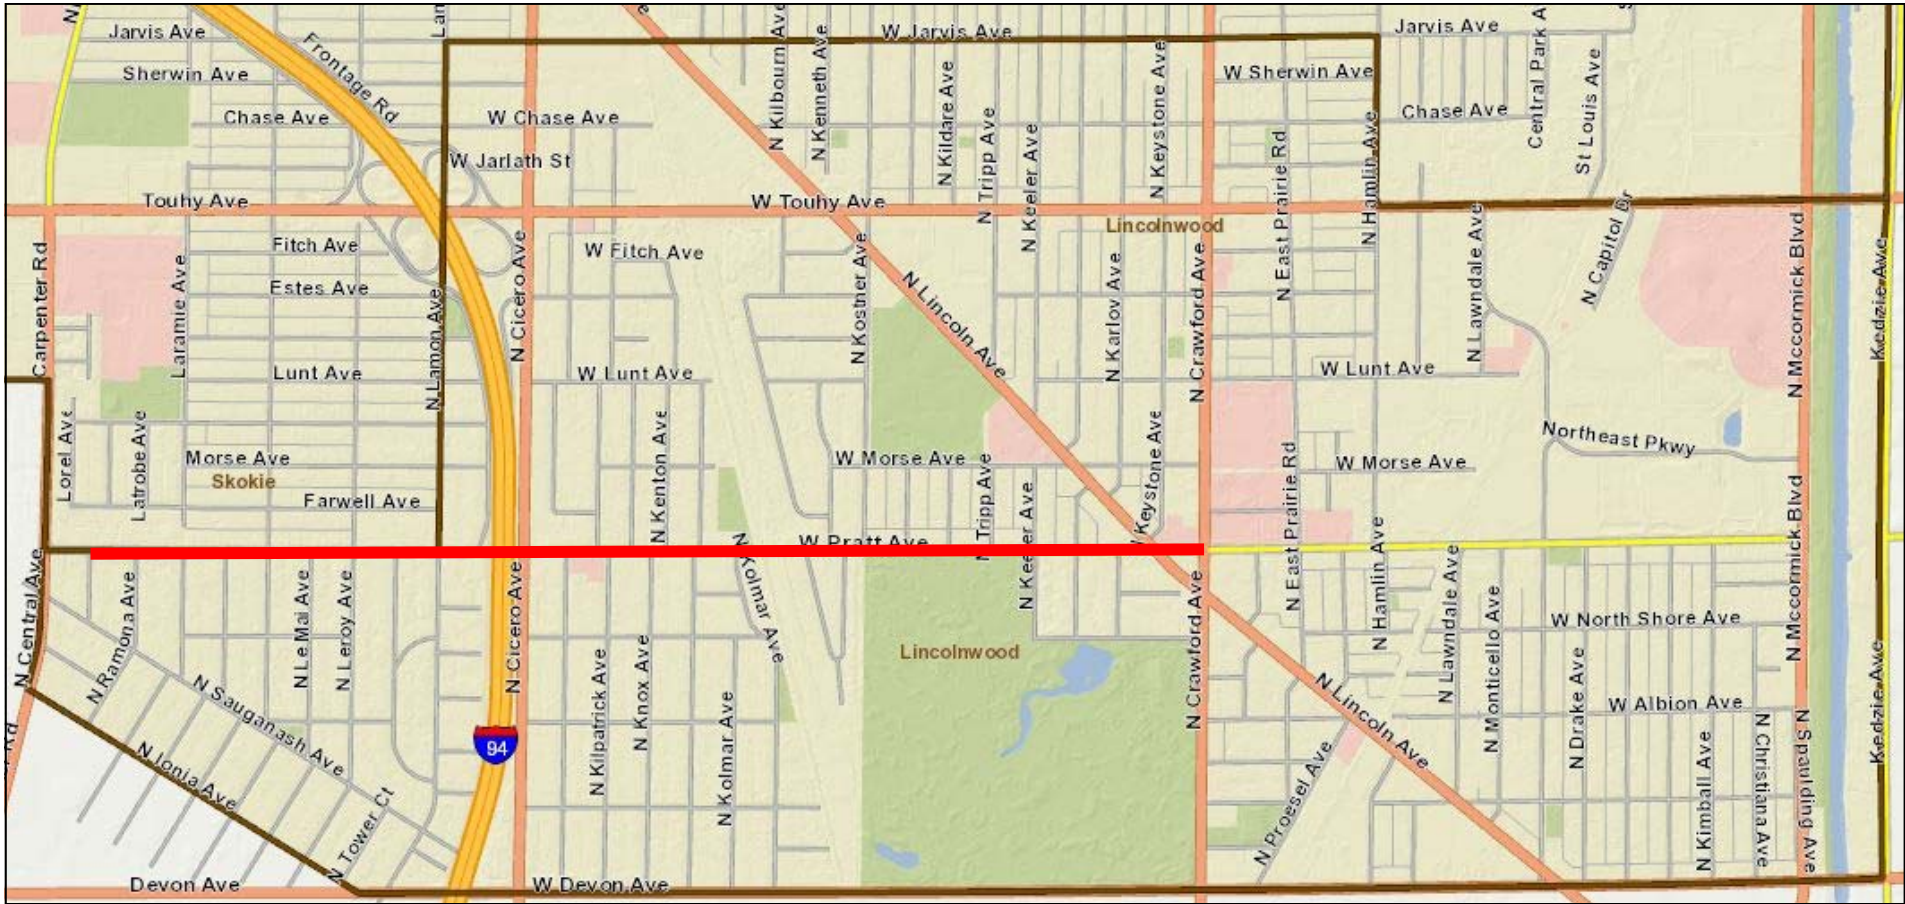 Jarvis Ave
W Jarvis Ave
Jarvis Ave
Sherwin Ave
Frontage Rd
N Kilbourn Ave
N Kenneth Ave
N Kildare Ave
N Tripp Ave
N Keeler Ave
N Keystone Ave
W Sherwin Ave
N Hamlin Ave
Chase Ave
Central Park A
St Louis Ave
Chase Ave
W Chase Ave
W Jarlath St
N East Prairie Rd
Touhy Ave
W Touhy Ave
Lincolnwood
N Capitol Dr
Carpenter Rd
Laramie Ave
Fitch Ave
W Fitch Ave
Estes Ave
N Lamon Ave
N Cicero Ave
N Kostner Ave
N Lincoln Ave
N Karlov Ave
N Crawford Ave
N Lawndale Ave
N Mccormick Blvd
Kedzie Ave
Lunt Ave
W Lunt Ave
W Lunt Ave
Lorel Ave
Latrobe Ave
Morse Ave
Skokie
Farwell Ave
N Kenton Ave
W Morse Ave
N Tripp Ave
N Keeler Ave
Keystone Ave
N East Prairie Rd
W Morse Ave
Northeast Pkwy
N Mccormick Blvd
W Pratt Ave
N Central Ave
N Ramona Ave
N Le Mai Ave
N Leroy Ave
N Cicero Ave
N Kolmar Ave
N Crawford Ave
N Hamlin Ave
N Lawndale Ave
N Monticello Ave
W North Shore Ave
Kedzie Ave
Lincolnwood
N Sauganash Ave
N Kilpatrick Ave
N Knox Ave
N Kolmar Ave
N Lincoln Ave
N Drake Ave
W Albion Ave
N Kimball Ave
N Christiana Ave
N Spaulding Ave
Rd
N Ionia Ave
94
N Tower Ct
N Proesel Ave
Devon Ave
W Devon Ave